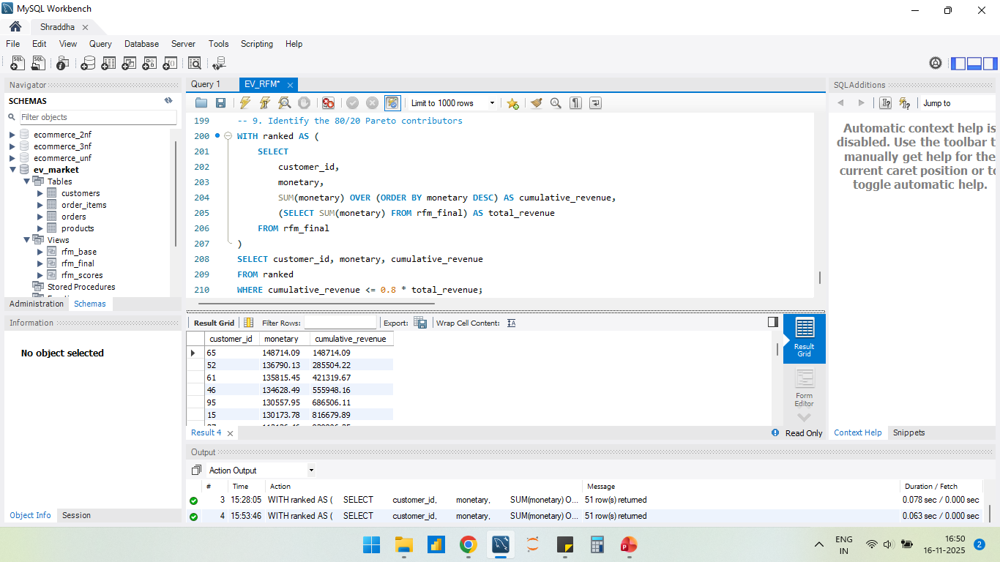 MySQL Workbench
Shraddha
File Edit View Query Database Server Tools Scripting Help
Navigator
SCHEMAS
Filter objects
ecommerce_2nf
ecommerce_3nf
ecommerce_unf
ev_market
Tables
customers
order_items
orders
products
Views
rfm_base
rfm_final
rfm_scores
Stored Procedures
Administration Schemas
Information
No object selected
Object Info Session
Query 1 EV_RFM*
Limit to 1000 rows
199 -- 9. Identify the 80/20 Pareto contributors
200 WITH ranked AS (
201 SELECT
202 customer_id,
203 monetary,
204 SUM(monetary) OVER (ORDER BY monetary DESC) AS cumulative_revenue,
205 (SELECT SUM(monetary) FROM rfm_final) AS total_revenue
206 FROM rfm_final
207 )
208 SELECT customer_id, monetary, cumulative_revenue
209 FROM ranked
210 WHERE cumulative_revenue <= 0.8 * total_revenue;
Result Grid Filter Rows: Export: Wrap Cell Content:
customer_id monetary cumulative_revenue
65 148714.09 148714.09
52 136790.13 285504.22
61 135815.45 421319.67
46 134628.49 555948.16
95 130557.95 686506.11
15 130173.78 816679.89
Result Grid
Form Editor
Result 4
Read Only
SQLAdditions
Jump to
Automatic context help is
disabled. Use the toolbar t
manually get help for the
current caret position or to
toggle automatic help.
Context Help Snippets
Output
Action Output
# Time Action Message Duration / Fetch
3 15:28:05 WITH ranked AS ( SELECT customer_id, monetary, SUM(monetary) O... 51 row(s) returned 0.078 sec / 0.000 sec
4 15:53:46 WITH ranked AS ( SELECT customer_id, monetary, SUM(monetary) O... 51 row(s) returned 0.063 sec / 0.000 sec
ENG
IN
16:50
16-11-2025
2